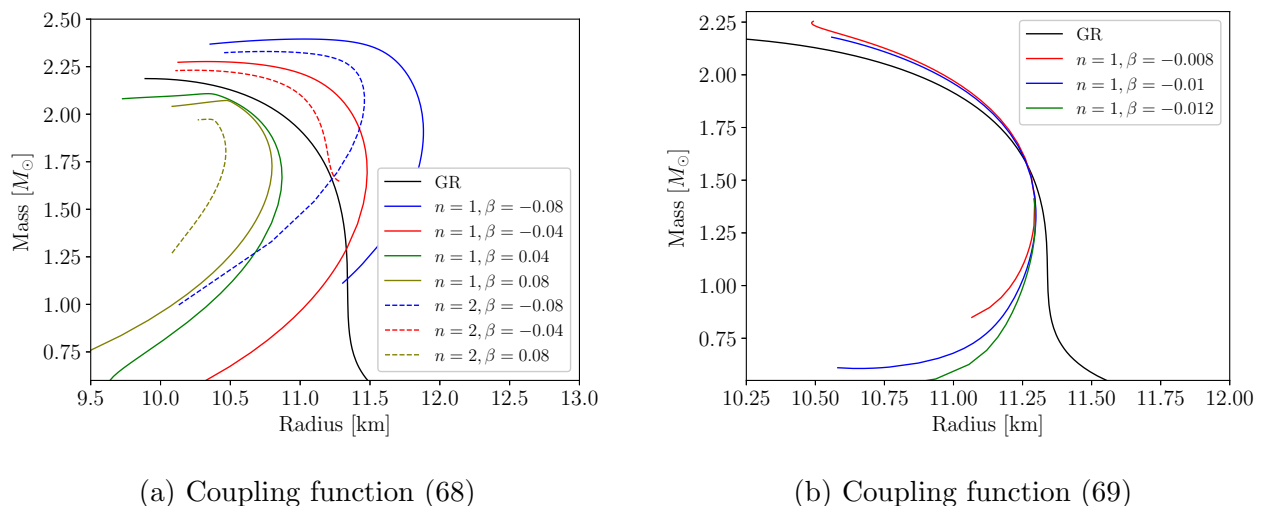 2.50
2.25
2.00
1.75
1.50
1.25
1.00
0.75
Mass [$M_\odot$]
9.5 10.0 10.5 11.0 11.5 12.0 12.5 13.0
Radius [km]
GR
n = 1, β = −0.08
n = 1, β = −0.04
n = 1, β = 0.04
n = 1, β = 0.08
n = 2, β = −0.08
n = 2, β = −0.04
n = 2, β = 0.08
(a) Coupling function (68)
2.25
2.00
1.75
1.50
1.25
1.00
0.75
Mass [$M_\odot$]
10.25 10.50 10.75 11.00 11.25 11.50 11.75 12.00
Radius [km]
GR
n = 1, β = −0.008
n = 1, β = −0.01
n = 1, β = −0.012
(b) Coupling function (69)